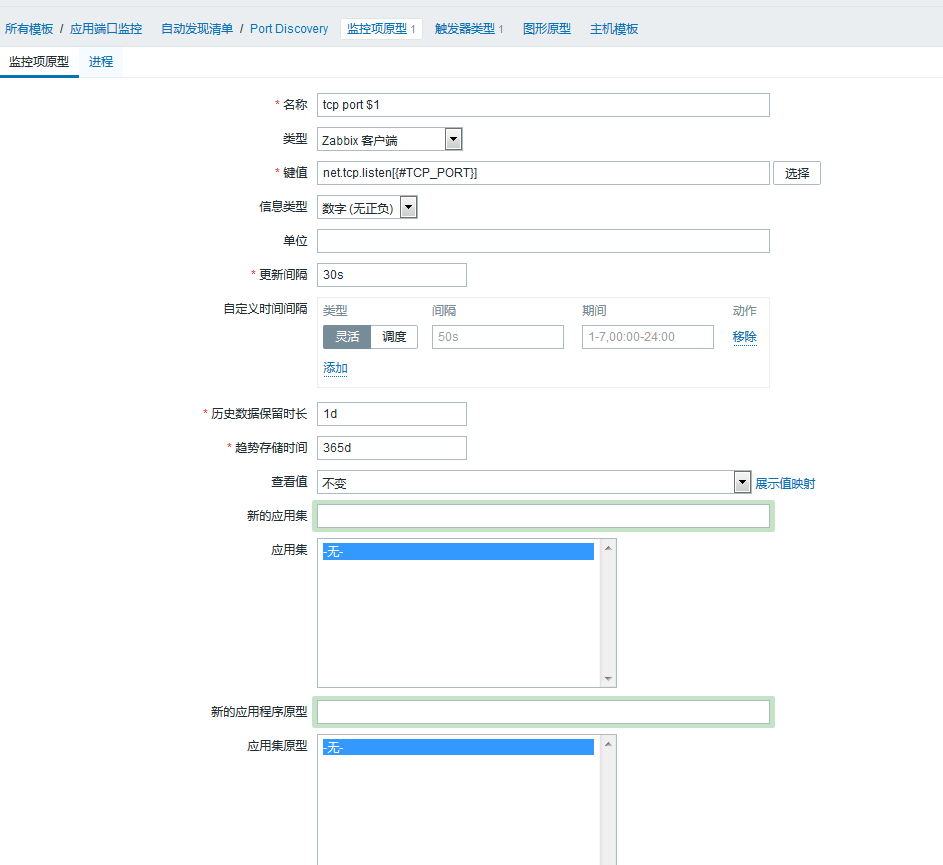 所有模板 / 应用端口监控 自动发现清单 / Port Discovery 监控项原型 1 触发器类型 1 图形原型 主机模板
监控项原型 进程
* 名称 tcp port $1
类型 Zabbix 客户端
* 键值 net.tcp.listen[{#TCP_PORT}] 选择
信息类型 数字 (无正负)
单位
* 更新间隔 30s
自定义时间间隔 类型 间隔 期间 动作
灵活 调度 50s 1-7,00:00-24:00 移除
添加
* 历史数据保留时长 1d
* 趋势存储时间 365d
查看值 不变 展示值映射
新的应用集
应用集 -无-
新的应用程序原型
应用集原型 -无-